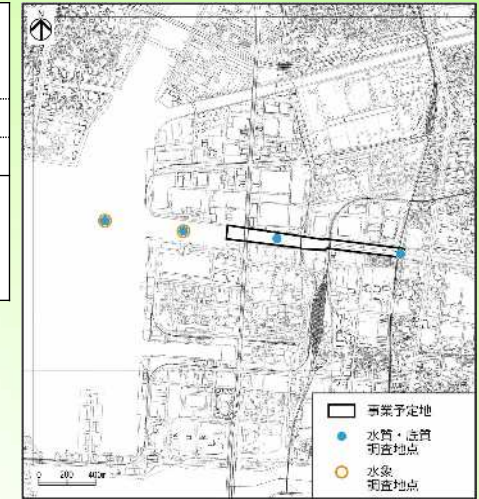 0 200 400m
事業予定地
水質・底質
調査地点
水象
調査地点